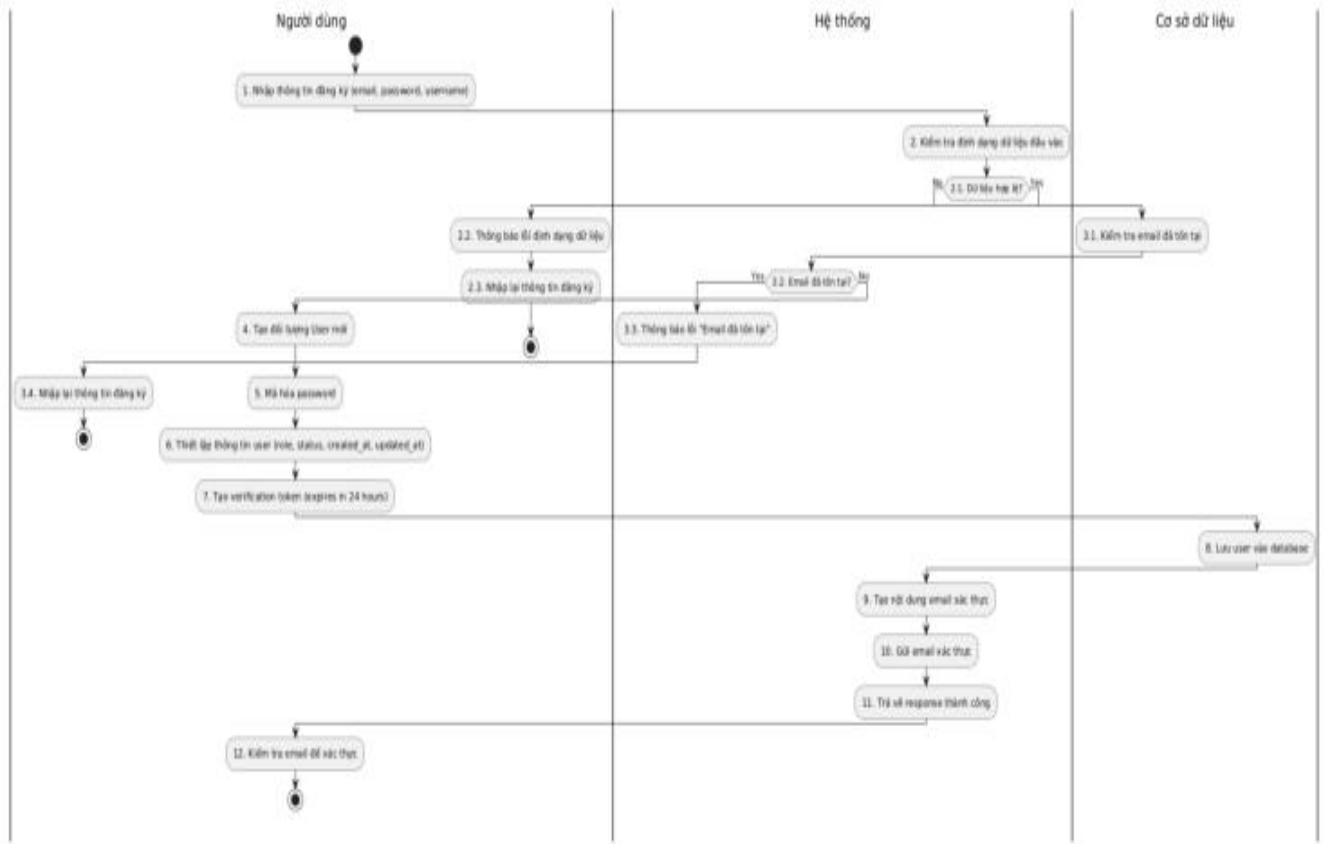 Người dùng
Hệ thống
Cơ sở dữ liệu
1. Nhập thông tin đăng ký (email, password, username)
2. Kiểm tra định dạng dữ liệu đầu vào
2.1. Dữ liệu hợp lệ?
No
Yes
2.2. Thông báo lỗi định dạng dữ liệu
3.1. Kiểm tra email đã tồn tại
2.3. Nhập lại thông tin đăng ký
Yes
3.2. Email đã tồn tại?
No
4. Tạo đối tượng User mới
3.3. Thông báo lỗi "Email đã tồn tại"
3.4. Nhập lại thông tin đăng ký
5. Mã hóa password
6. Thiết lập thông tin user (role, status, created_at, updated_at)
7. Tạo verification token (expires in 24 hours)
8. Lưu user vào database
9. Tạo nội dung email xác thực
10. Gửi email xác thực
11. Trả về response thành công
12. Kiểm tra email để xác thực